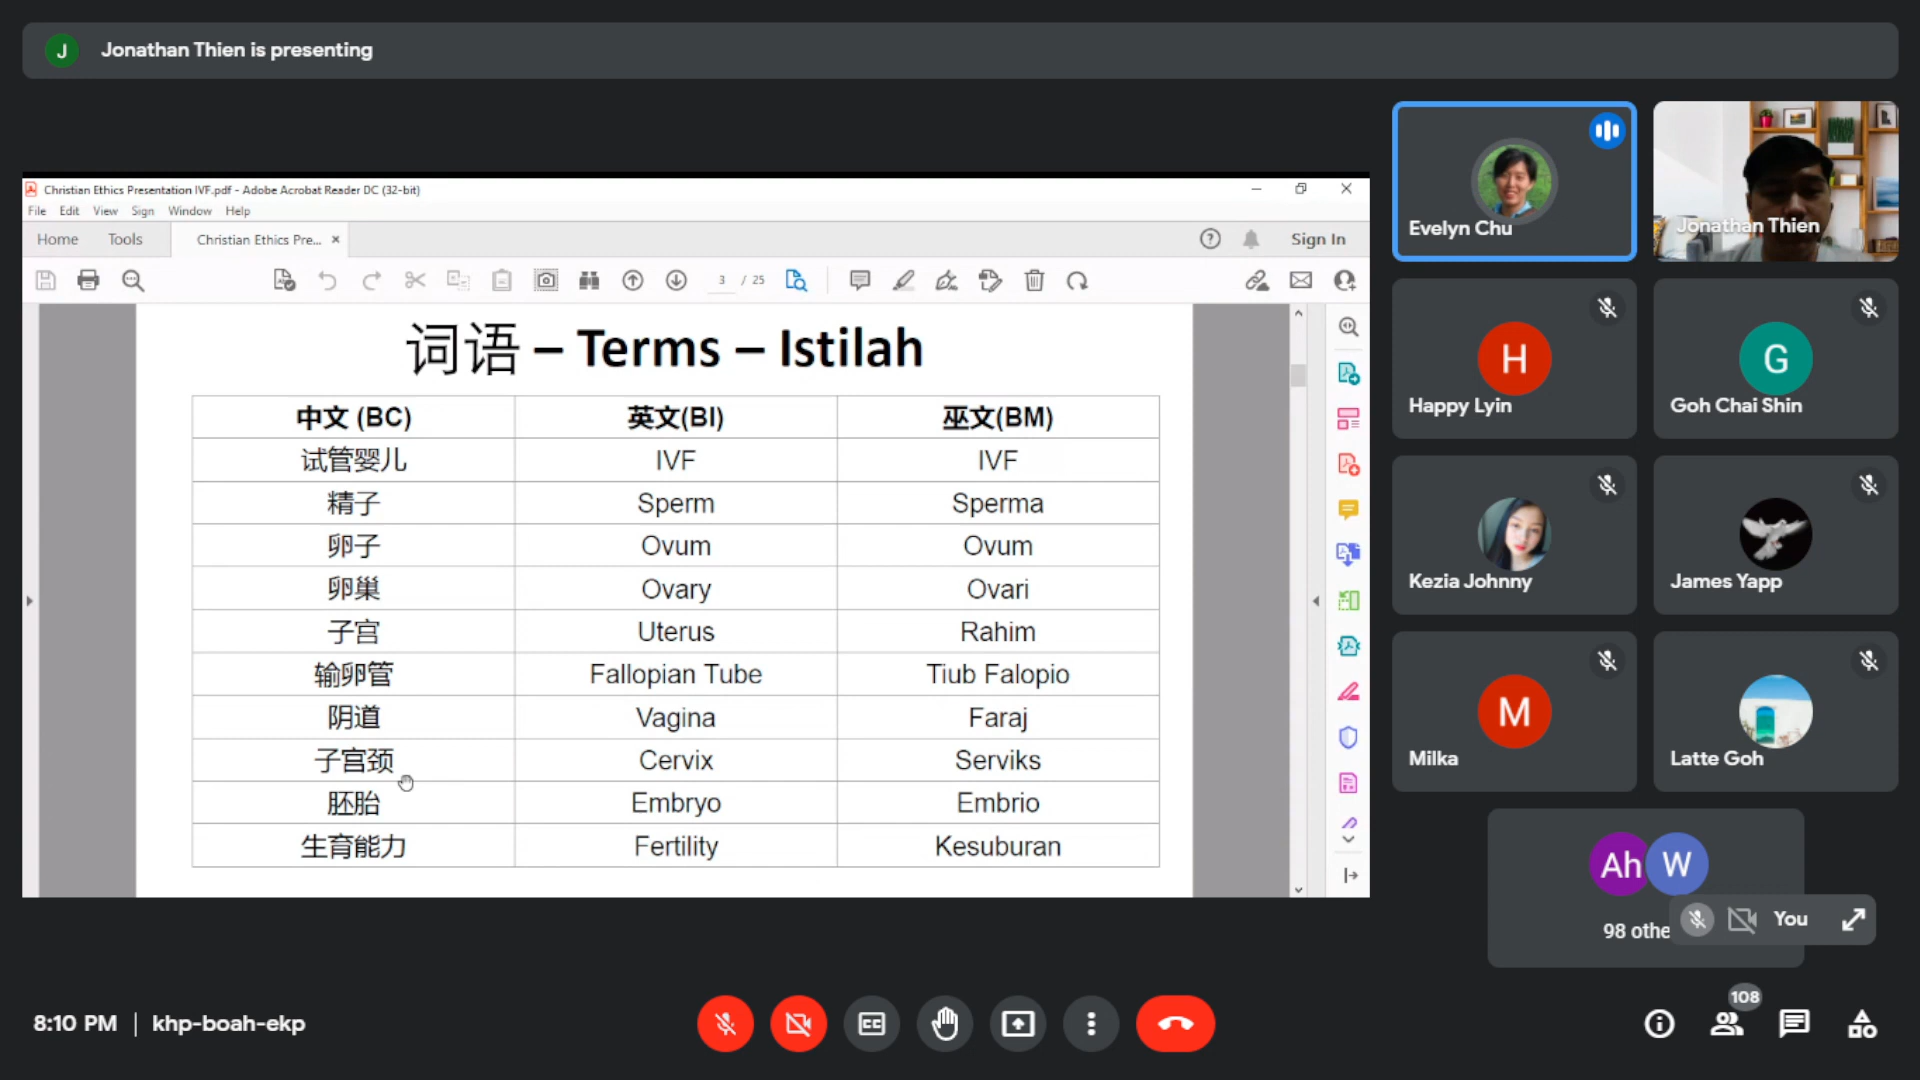 J Jonathan Thien is presenting
Christian Ethics Presentation IVF.pdf - Adobe Acrobat Reader DC (32-bit)
File Edit View Sign Window Help
Home Tools Christian Ethics Pre... × Sign In
3 / 25
词语 – Terms – Istilah
中文 (BC) 英文(BI) 巫文(BM)
试管婴儿 IVF IVF
精子 Sperm Sperma
卵子 Ovum Ovum
卵巢 Ovary Ovari
子宫 Uterus Rahim
输卵管 Fallopian Tube Tiub Falopio
阴道 Vagina Faraj
子宫颈 Cervix Serviks
胚胎 Embryo Embrio
生育能力 Fertility Kesuburan
Evelyn Chu
Jonathan Thien
H
Happy Lyin
G
Goh Chai Shin
Kezia Johnny
James Yapp
M
Milka
Latte Goh
Ah W
98 othe
You
8:10 PM | khp-boah-ekp
CC
108